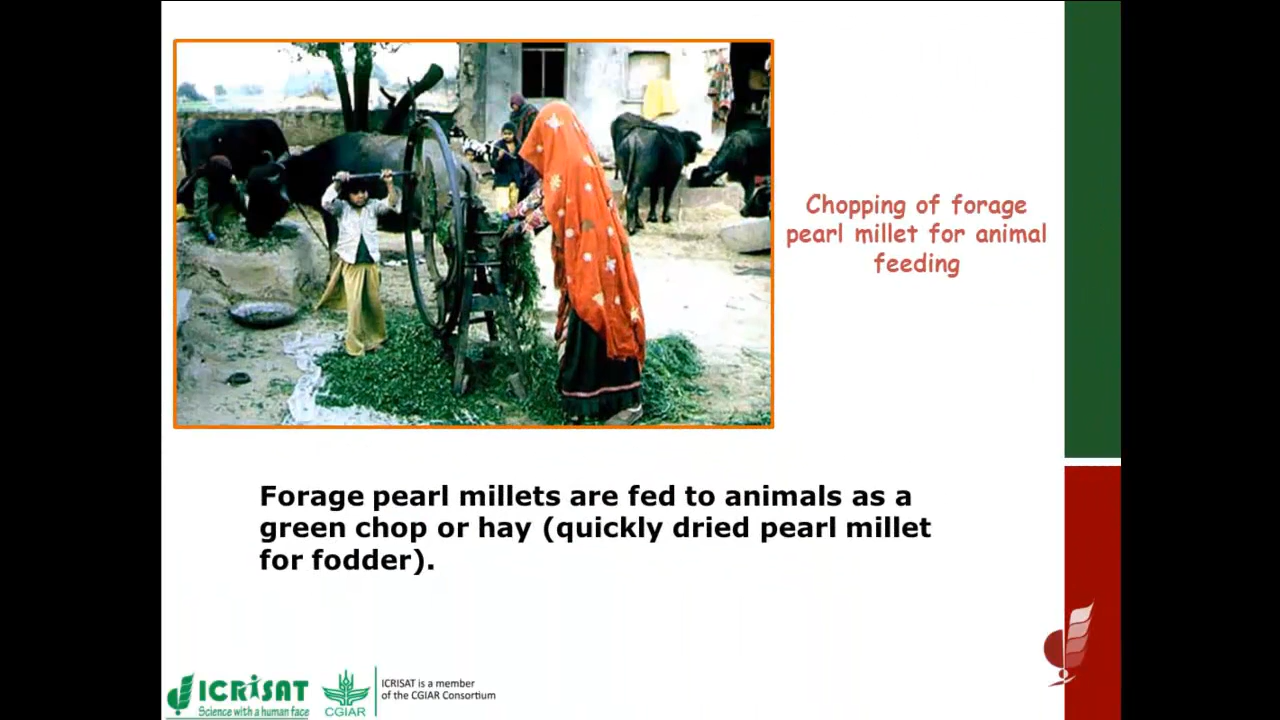 Chopping of forage
pearl millet for animal
feeding
Forage pearl millets are fed to animals as a
green chop or hay (quickly dried pearl millet
for fodder).
ICRISAT
Science with a human face
CGIAR
ICRISAT is a member
of the CGIAR Consortium